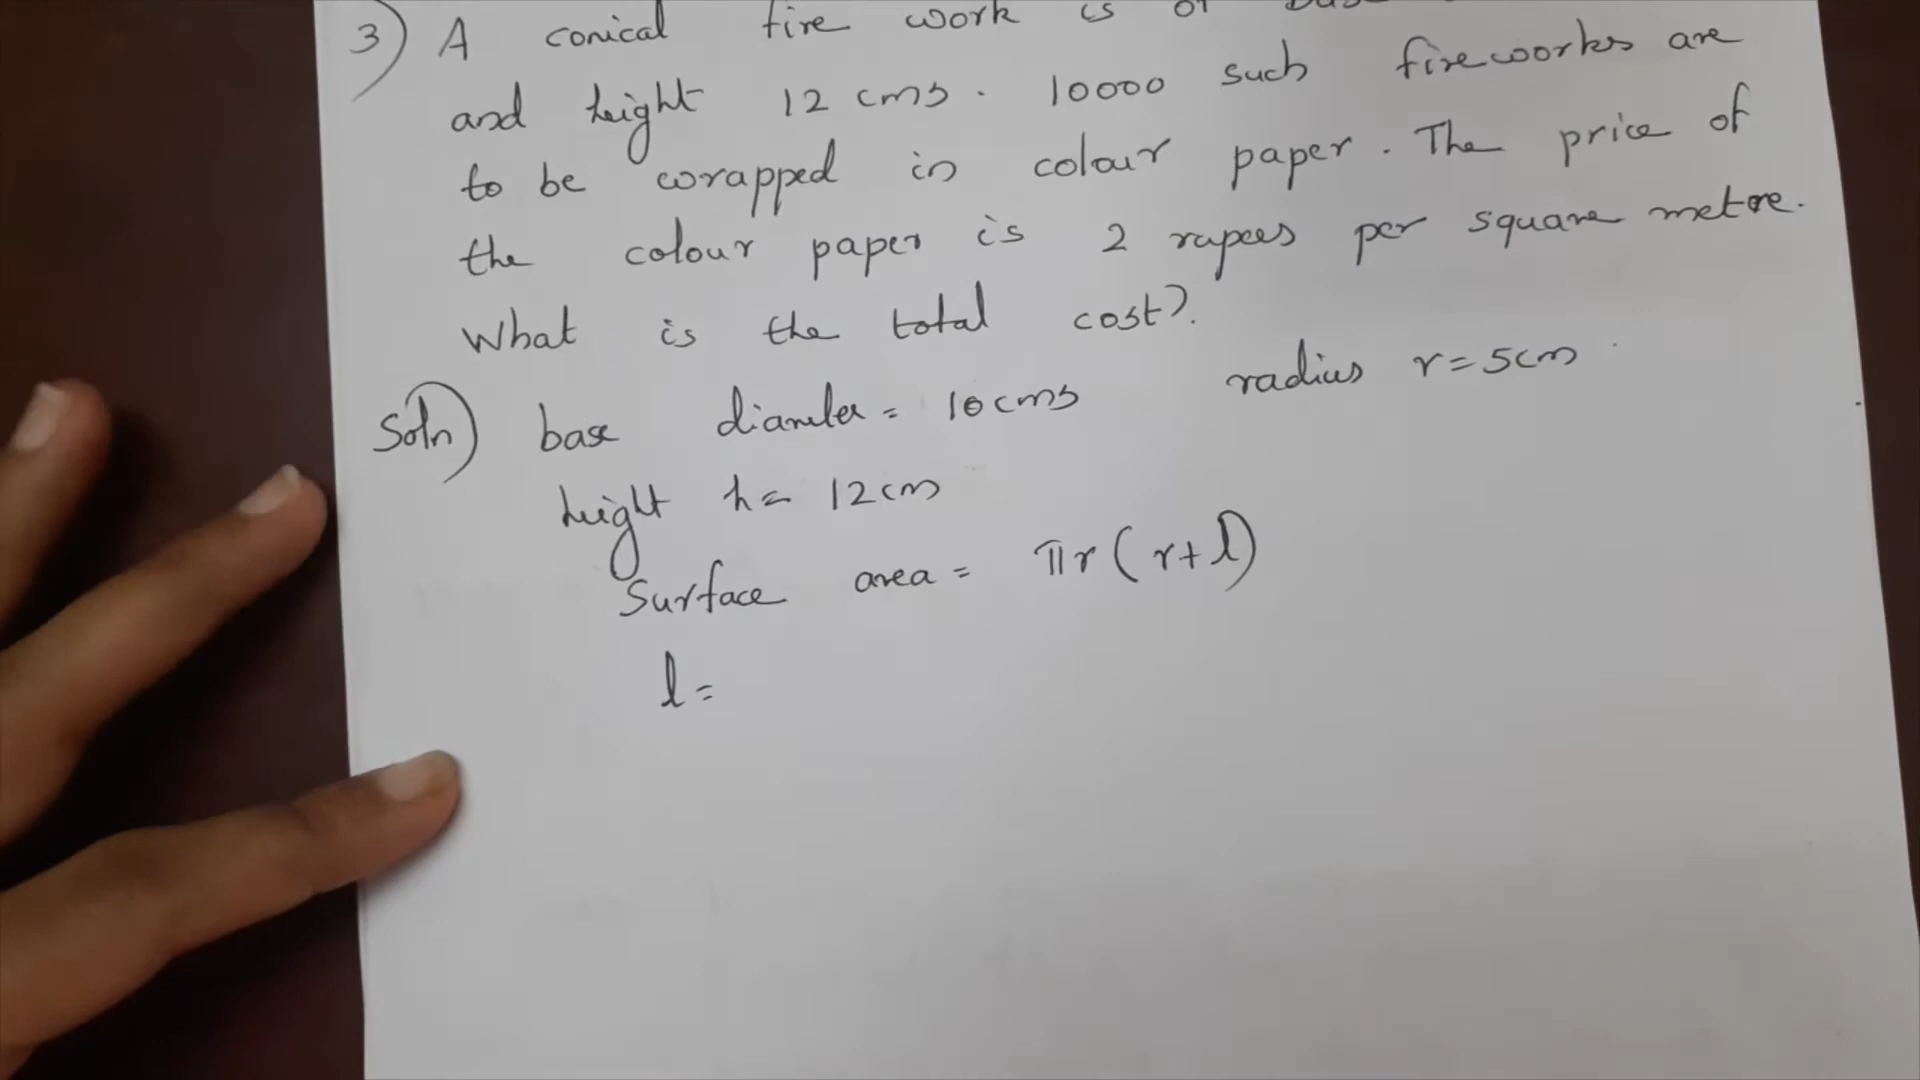 3) A conical fire work is of
and height 12 cms. 10000 such fireworks are
to be wrapped in colour paper. The price of
the colour paper is 2 rupees per square metre.
What is the total cost?
Soln) base diameter = 10cms radius r = 5cm
height h = 12cm
Surface area = πr(r+l)
l =